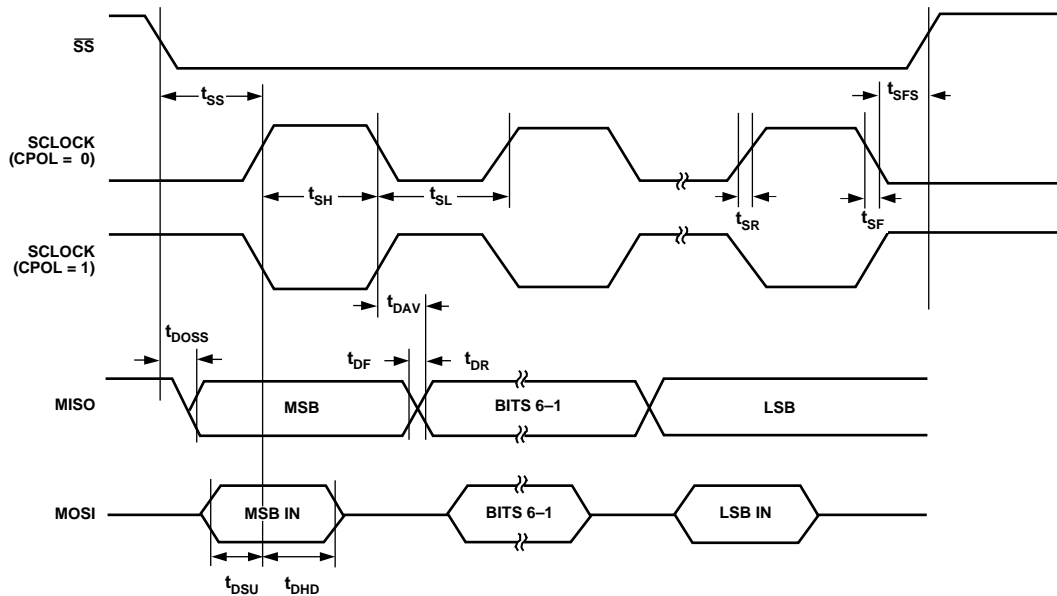 SS
tSS
tSFS
SCLOCK
(CPOL = 0)
tSH
tSL
tSR
tSF
SCLOCK
(CPOL = 1)
tDAV
tDOSS
tDF
tDR
MISO
MSB
BITS 6–1
LSB
MOSI
MSB IN
BITS 6–1
LSB IN
tDSU
tDHD